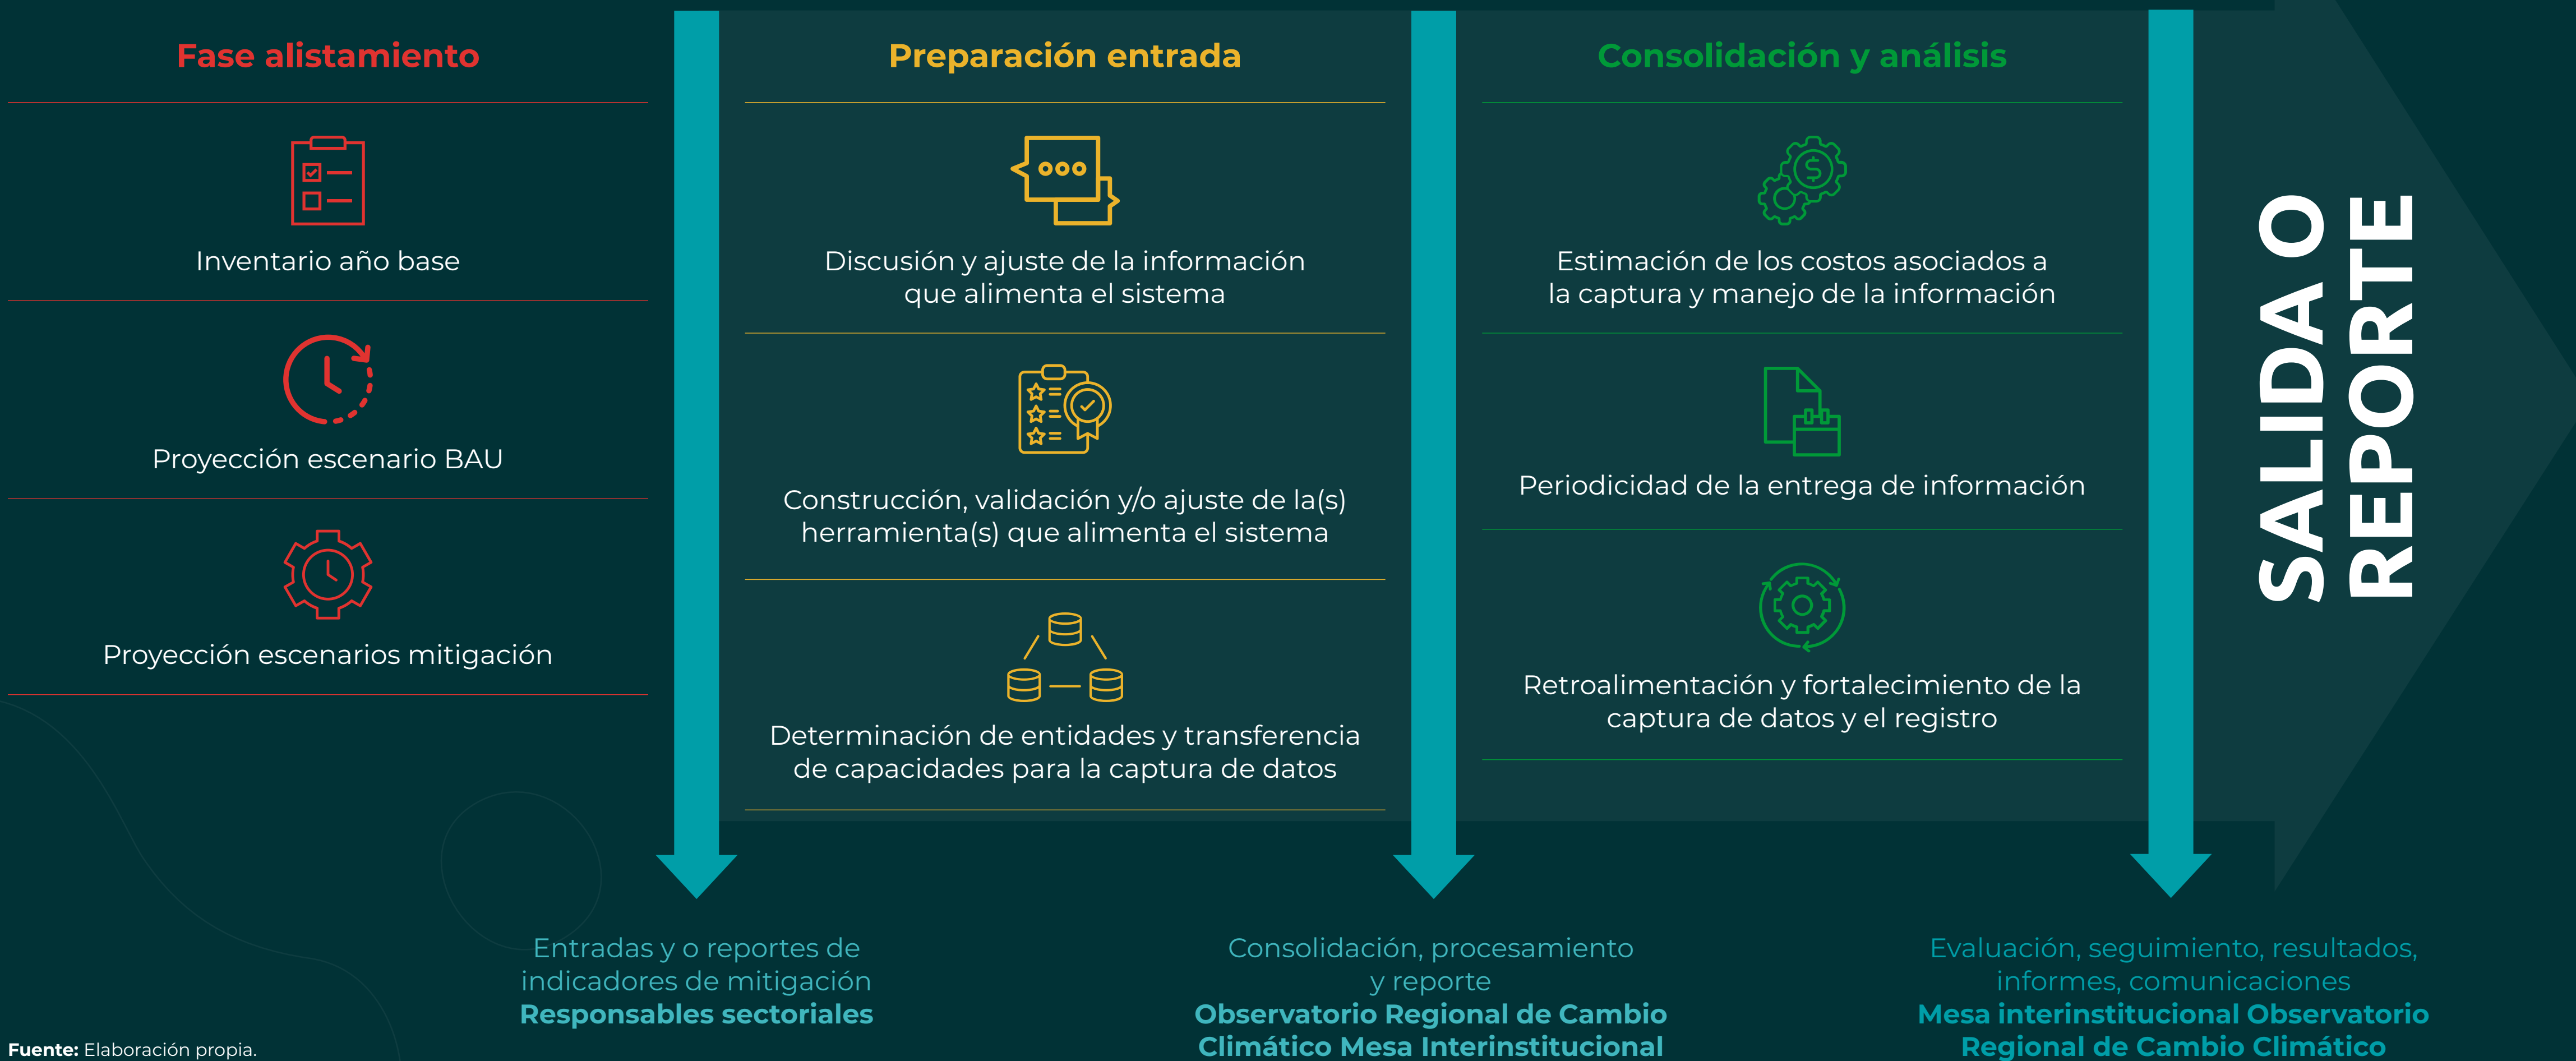 Fase alistamiento
Inventario año base
Proyección escenario BAU
Proyección escenarios mitigación
Preparación entrada
Discusión y ajuste de la información
que alimenta el sistema
Construcción, validación y/o ajuste de la(s)
herramienta(s) que alimenta el sistema
Determinación de entidades y transferencia
de capacidades para la captura de datos
Consolidación y análisis
$
Estimación de los costos asociados a
la captura y manejo de la información
Periodicidad de la entrega de información
Retroalimentación y fortalecimiento de la
captura de datos y el registro
SALIDA O
REPORTE
Entradas y o reportes de
indicadores de mitigación
Responsables sectoriales
Consolidación, procesamiento
y reporte
Observatorio Regional de Cambio
Climático Mesa Interinstitucional
Evaluación, seguimiento, resultados,
informes, comunicaciones
Mesa interinstitucional Observatorio
Regional de Cambio Climático
Fuente: Elaboración propia.